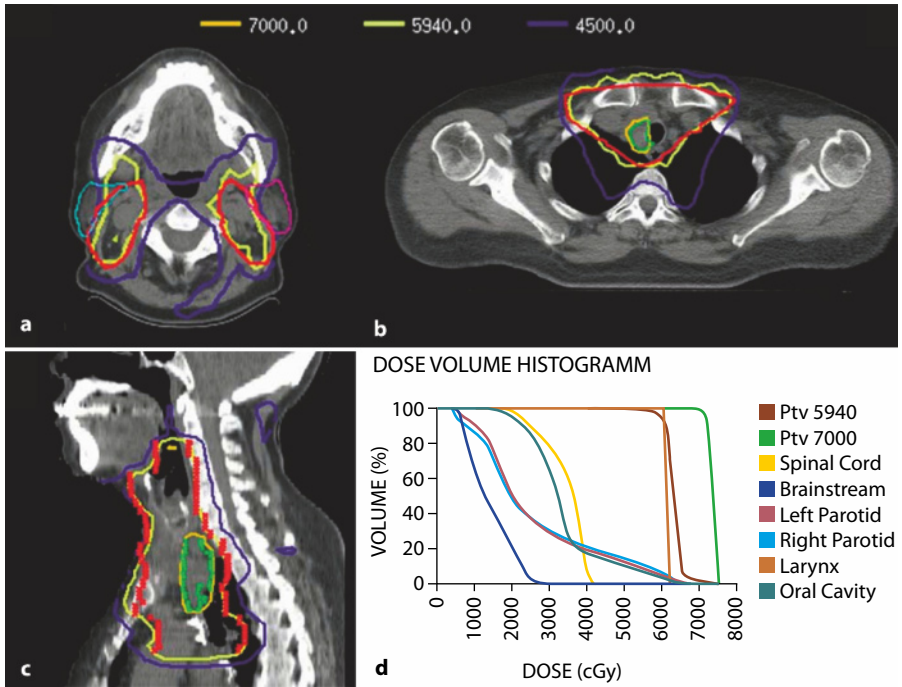 7000.0 5940.0 4500.0
a
b
c
DOSE VOLUME HISTOGRAMM
VOLUME (%)
100
80
60
40
20
0
0 1000 2000 3000 4000 5000 6000 7000 8000
DOSE (cGy)
d
Ptv 5940
Ptv 7000
Spinal Cord
Brainstream
Left Parotid
Right Parotid
Larynx
Oral Cavity